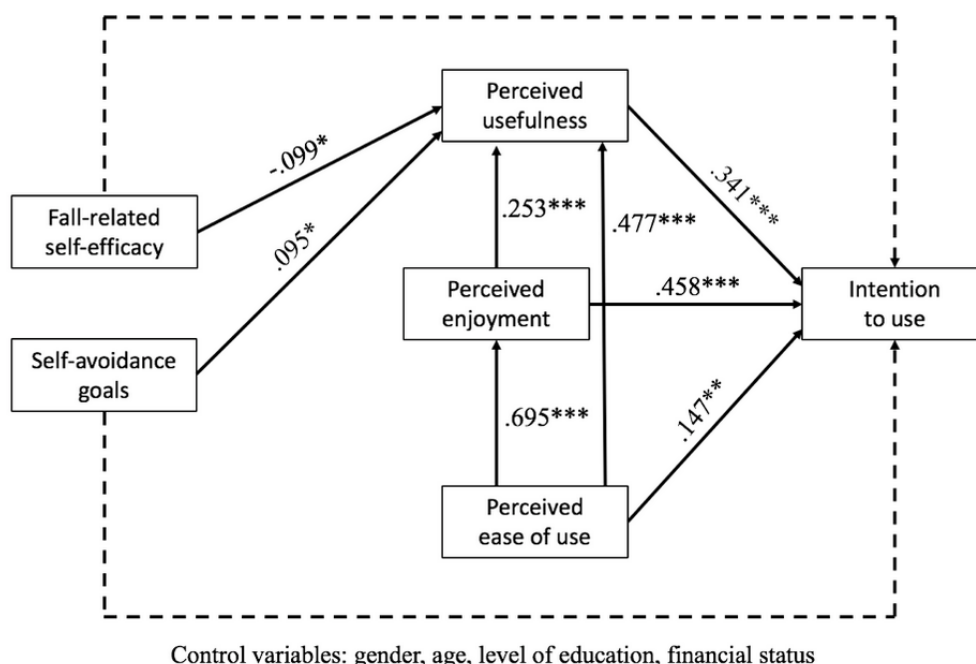 Perceived
usefulness
-.099*
Fall-related
self-efficacy
.095*
.253***
.477***
.341***
Perceived
enjoyment
.458***
Intention
to use
Self-avoidance
goals
.695***
.147**
Perceived
ease of use
Control variables: gender, age, level of education, financial status